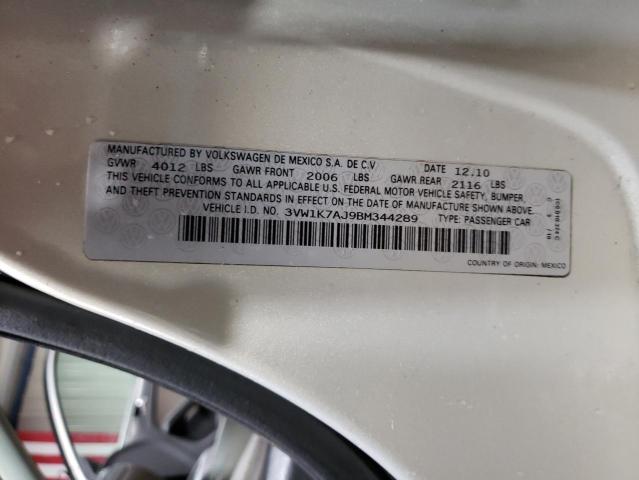 MANUFACTURED BY VOLKSWAGEN DE MEXICO S.A. DE C.V DATE 12.10
GVWR 4012 LBS GAWR FRONT 2006 LBS GAWR REAR 2116 LBS
THIS VEHICLE CONFORMS TO ALL APPLICABLE U.S. FEDERAL MOTOR VEHICLE SAFETY, BUMPER,
AND THEFT PREVENTION STANDARDS IN EFFECT ON THE DATE OF MANUFACTURE SHOWN ABOVE.
VEHICLE I.D. NO. 3VW1K7AJ9BM344289 TYPE: PASSENGER CAR
COUNTRY OF ORIGIN: MEXICO